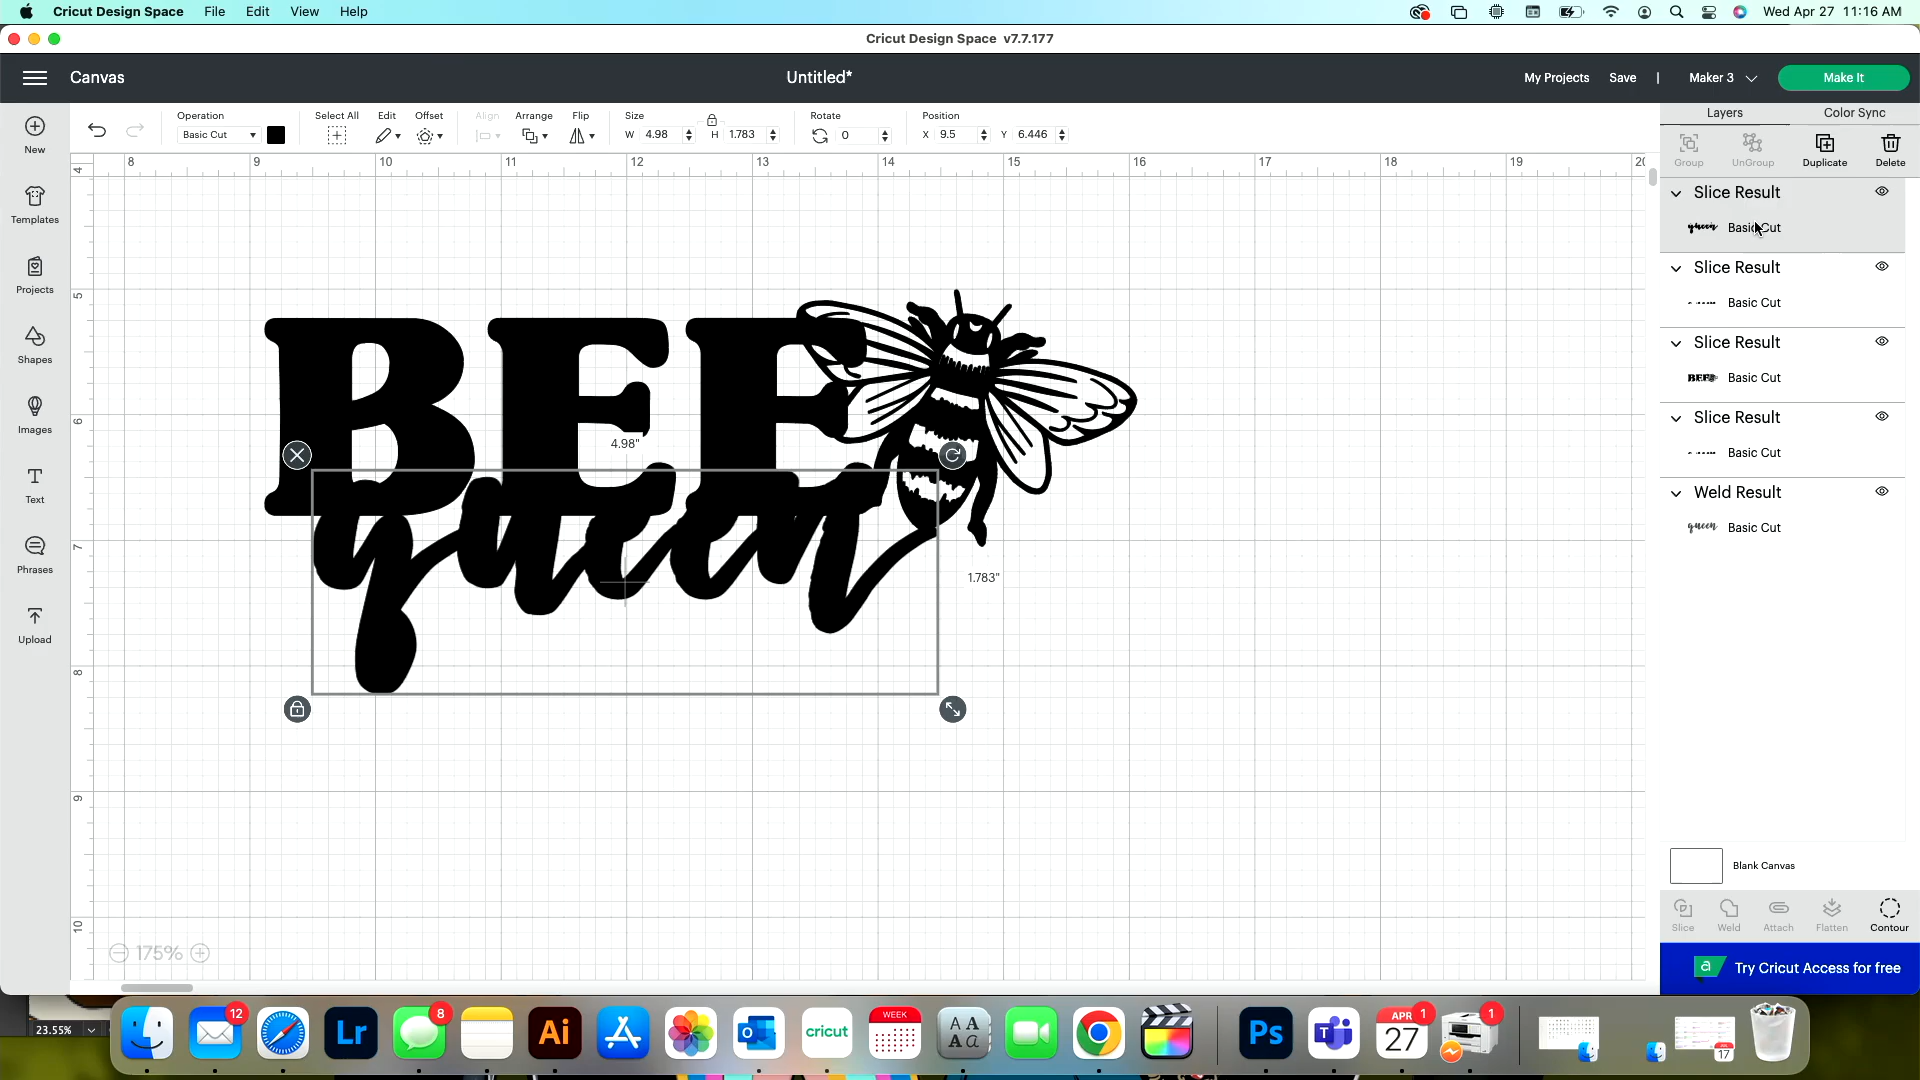 Cricut Design Space File Edit View Help Wed Apr 27 11:16 AM
Cricut Design Space v7.7.177
Canvas Untitled* My Projects Save | Maker 3 Make It
Operation Select All Edit Offset Align Arrange Flip Size Rotate Position
Basic Cut W 4.98 H 1.783 0 X 9.5 Y 6.446
Layers Color Sync
Group UnGroup Duplicate Delete
New
Templates
Projects
Shapes
Images
Text
Phrases
Upload
8 9 10 11 12 13 14 15 16 17 18 19 20
4
5
6
7
8
9
10
BEE
queen
4.98"
1.783"
175%
Slice Result
queen Basic Cut
Slice Result
Basic Cut
Slice Result
BEE Basic Cut
Slice Result
Basic Cut
Weld Result
queen Basic Cut
Blank Canvas
Slice Weld Attach Flatten Contour
a Try Cricut Access for free
23.55%
12
Lr
8
Ai
cricut
WEEK
A A
A a
Ps
T
APR
27
1
1
17